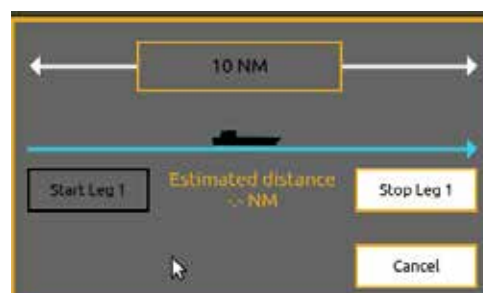 10 NM
Start Leg 1
Estimated distance
-.- NM
Stop Leg 1
Cancel